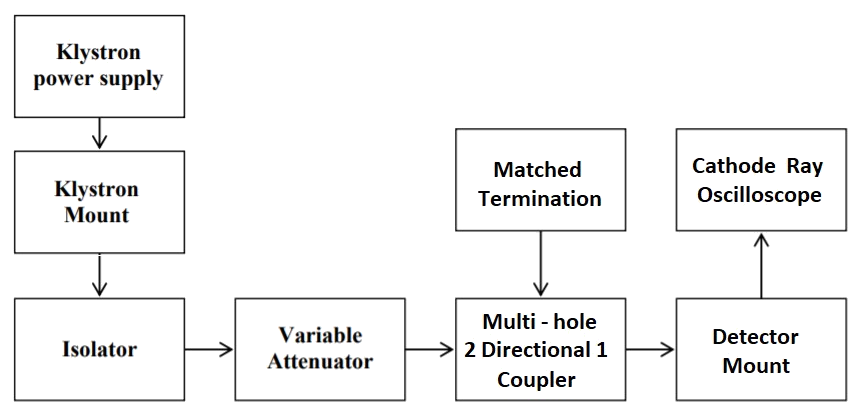 Klystron
power supply
Klystron
Mount
Matched
Termination
Cathode Ray
Oscilloscope
Isolator
Variable
Attenuator
Multi - hole
2 Directional 1
Coupler
Detector
Mount